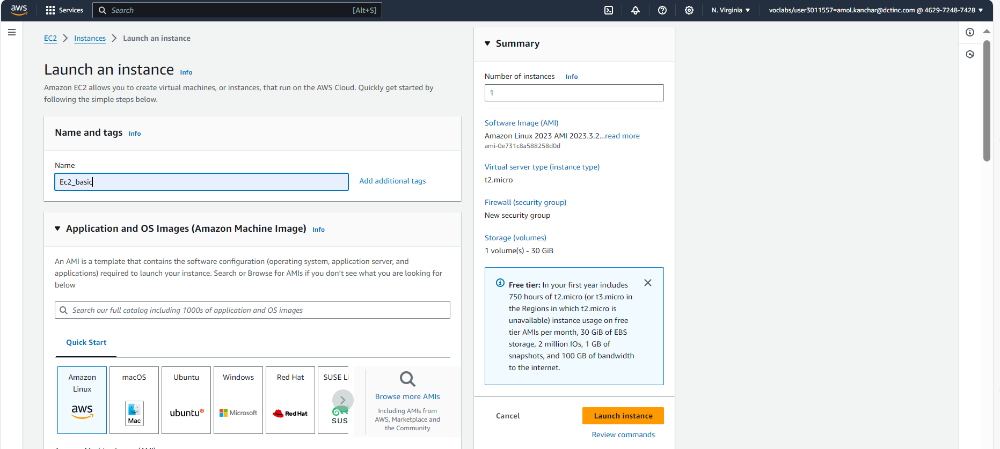 aws
Services
Search
[Alt+S]
N. Virginia
voclabs/user3011557=amol.kanchar@dctinc.com @ 4629-7248-7428
EC2
Instances
Launch an instance
Launch an instance Info
Amazon EC2 allows you to create virtual machines, or instances, that run on the AWS Cloud. Quickly get started by
following the simple steps below.
Name and tags Info
Name
Ec2_basic
Add additional tags
Application and OS Images (Amazon Machine Image) Info
An AMI is a template that contains the software configuration (operating system, application server, and
applications) required to launch your instance. Search or Browse for AMIs if you don't see what you are looking for
below
Search our full catalog including 1000s of application and OS images
Quick Start
Amazon
Linux
aws
macOS
Mac
Ubuntu
ubuntu
Windows
Microsoft
Red Hat
Red Hat
SUSE Li
SUS
Browse more AMIs
Including AMIs from
AWS, Marketplace and
the Community
Summary
Number of instances Info
1
Software Image (AMI)
Amazon Linux 2023 AMI 2023.3.2...read more
ami-0e731c8a588258d0d
Virtual server type (instance type)
t2.micro
Firewall (security group)
New security group
Storage (volumes)
1 volume(s) - 30 GiB
Free tier: In your first year includes
750 hours of t2.micro (or t3.micro in
the Regions in which t2.micro is
unavailable) instance usage on free
tier AMIs per month, 30 GiB of EBS
storage, 2 million IOs, 1 GB of
snapshots, and 100 GB of bandwidth
to the internet.
Cancel
Launch instance
Review commands